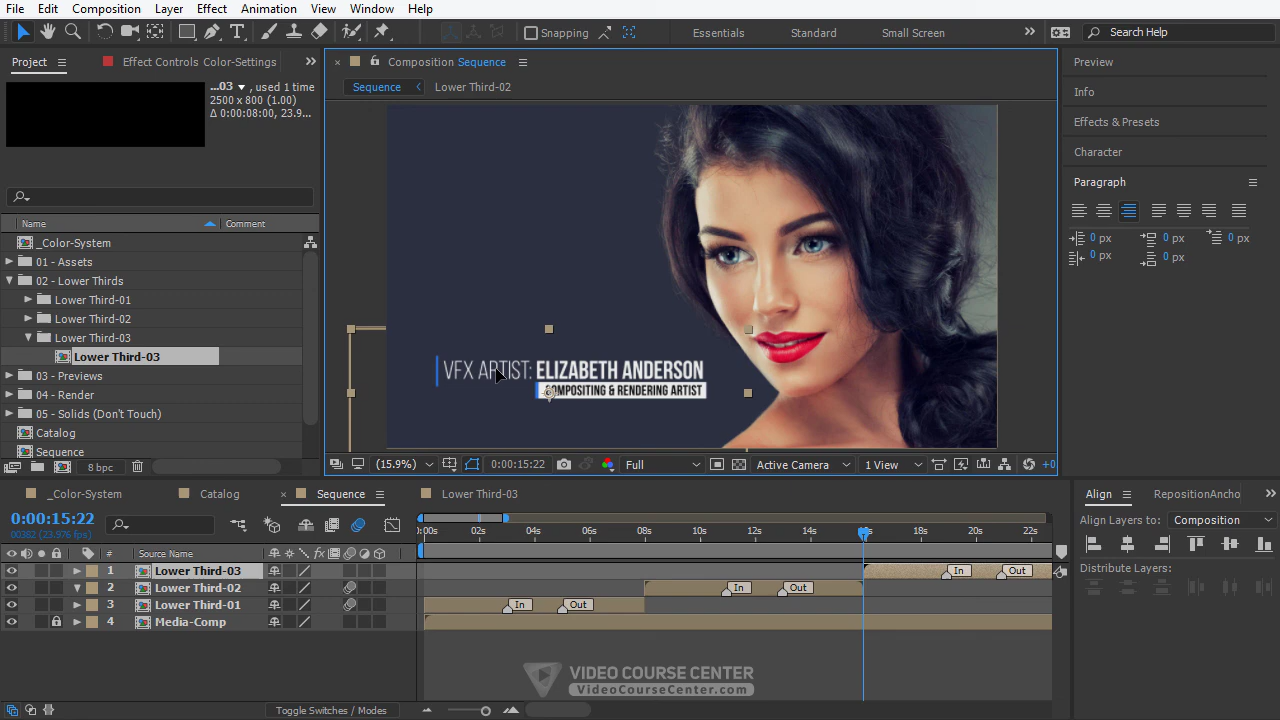 File Edit Composition Layer Effect Animation View Window Help
Snapping Essentials Standard Small Screen Search Help
Project Effect Controls Color-Settings
...03 , used 1 time
2500 x 800 (1.00)
Δ 0:00:08:00, 23.9...
Name Comment
_Color-System
01 - Assets
02 - Lower Thirds
Lower Third-01
Lower Third-02
Lower Third-03
Lower Third-03
03 - Previews
04 - Render
05 - Solids (Don't Touch)
Catalog
Sequence
8 bpc
Composition Sequence
Sequence Lower Third-02
VFX ARTIST: ELIZABETH ANDERSON
COMPOSITING & RENDERING ARTIST
(15.9%) 0:00:15:22 Full Active Camera 1 View +0
Preview
Info
Effects & Presets
Character
Paragraph
0 px 0 px 0 px
0 px 0 px
_Color-System Catalog Sequence Lower Third-03
0:00:15:22
00382 (23.976 fps)
:00s 02s 04s 06s 08s 10s 12s 14s 20s 22s
# Source Name
1 Lower Third-03 In Out
2 Lower Third-02 In Out
3 Lower Third-01 In Out
4 Media-Comp
VIDEO COURSE CENTER
VideoCourseCenter.com
Toggle Switches / Modes
Align RepositionAncho
Align Layers to: Composition
Distribute Layers: